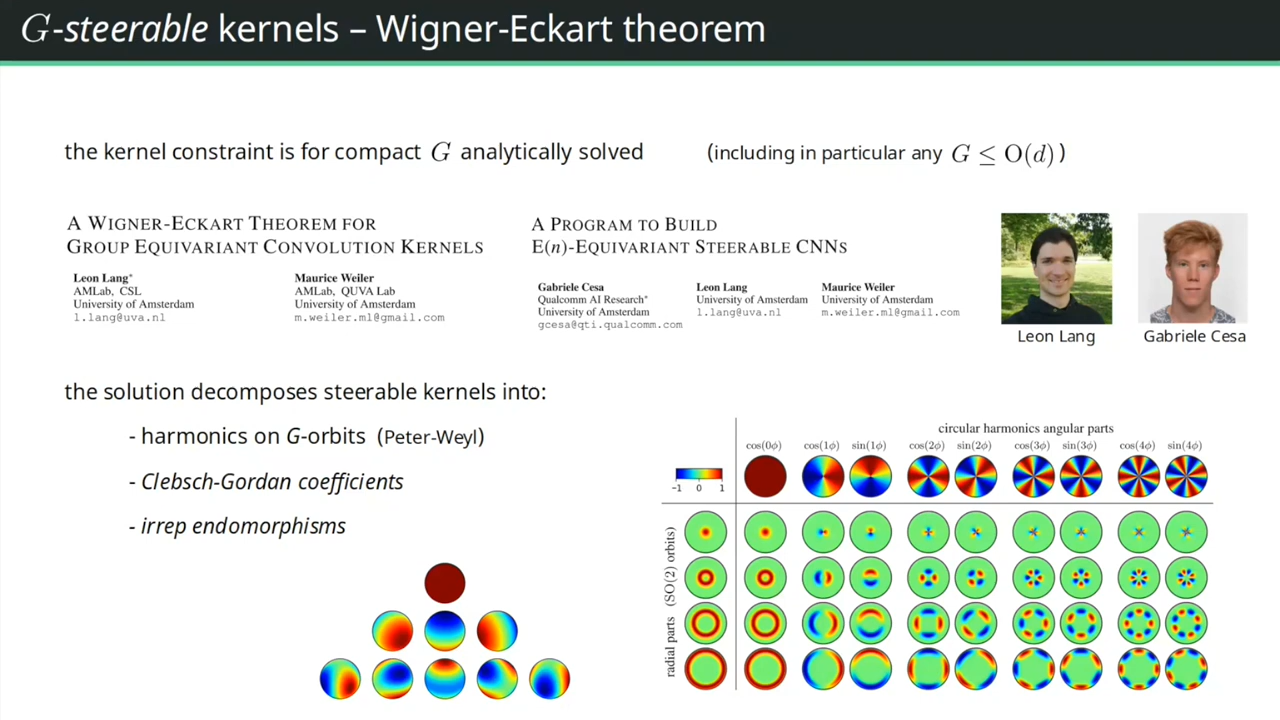 G-steerable kernels – Wigner-Eckart theorem
the kernel constraint is for compact G analytically solved (including in particular any G ≤ O(d))
A WIGNER-ECKART THEOREM FOR
GROUP EQUIVARIANT CONVOLUTION KERNELS
Leon Lang* Maurice Weiler
AMLab, CSL AMLab, QUVA Lab
University of Amsterdam University of Amsterdam
l.lang@uva.nl m.weiler.ml@gmail.com
A PROGRAM TO BUILD
E(n)-EQUIVARIANT STEERABLE CNNS
Gabriele Cesa Leon Lang Maurice Weiler
Qualcomm AI Research* University of Amsterdam University of Amsterdam
University of Amsterdam l.lang@uva.nl m.weiler.ml@gmail.com
gcesa@qti.qualcomm.com
Leon Lang Gabriele Cesa
the solution decomposes steerable kernels into:
- harmonics on G-orbits (Peter-Weyl)
- Clebsch-Gordan coefficients
- irrep endomorphisms
circular harmonics angular parts
cos(0ϕ) cos(1ϕ) sin(1ϕ) cos(2ϕ) sin(2ϕ) cos(3ϕ) sin(3ϕ) cos(4ϕ) sin(4ϕ)
−1 0 1
radial parts (SO(2) orbits)